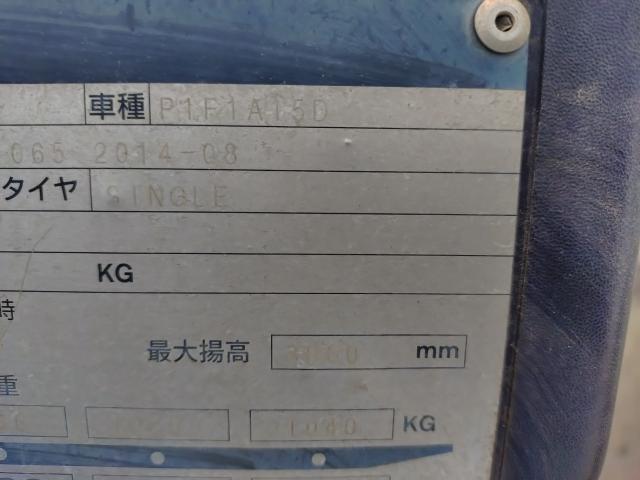 車種 P1F1A15D
065 2014-08
タイヤ SINGLE
KG
時
最大揚高 mm
重
1040 KG